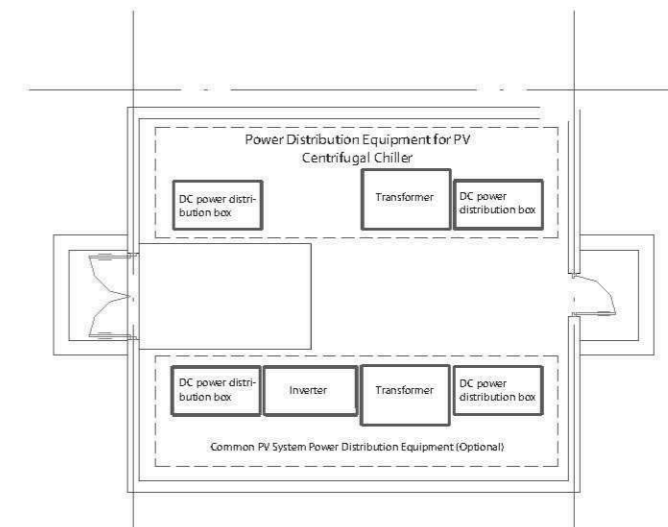 Power Distribution Equipment for PV
Centrifugal Chiller
DC power distri-
bution box
Transformer
DC power
distribution box
DC power distri-
bution box
Inverter
Transformer
DC power
distribution box
Common PV System Power Distribution Equipment (Optional)